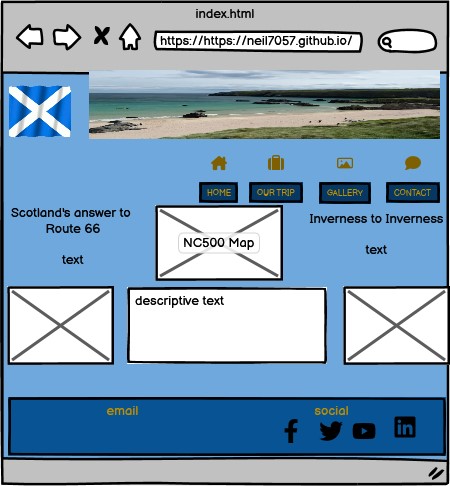 index.html
https://https://neil7057.github.io/
HOME
OUR TRIP
GALLERY
CONTACT
Scotland's answer to
Route 66
text
NC500 Map
Inverness to Inverness
text
descriptive text
email
social